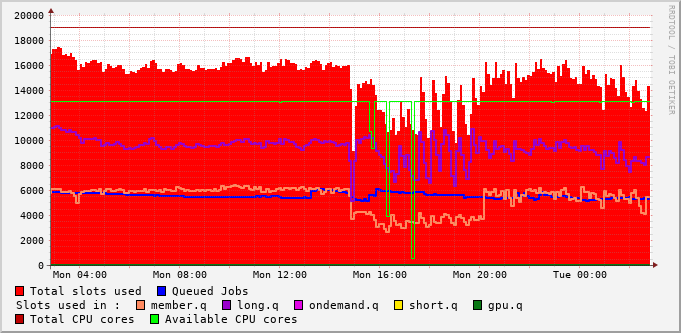 20000
18000
16000
14000
12000
10000
8000
6000
4000
2000
0
Mon 04:00 Mon 08:00 Mon 12:00 Mon 16:00 Mon 20:00 Tue 00:00
Total slots used Queued Jobs
Slots used in : member.q long.q ondemand.q short.q gpu.q
Total CPU cores Available CPU cores
RRDTOOL / TOBI OETIKER